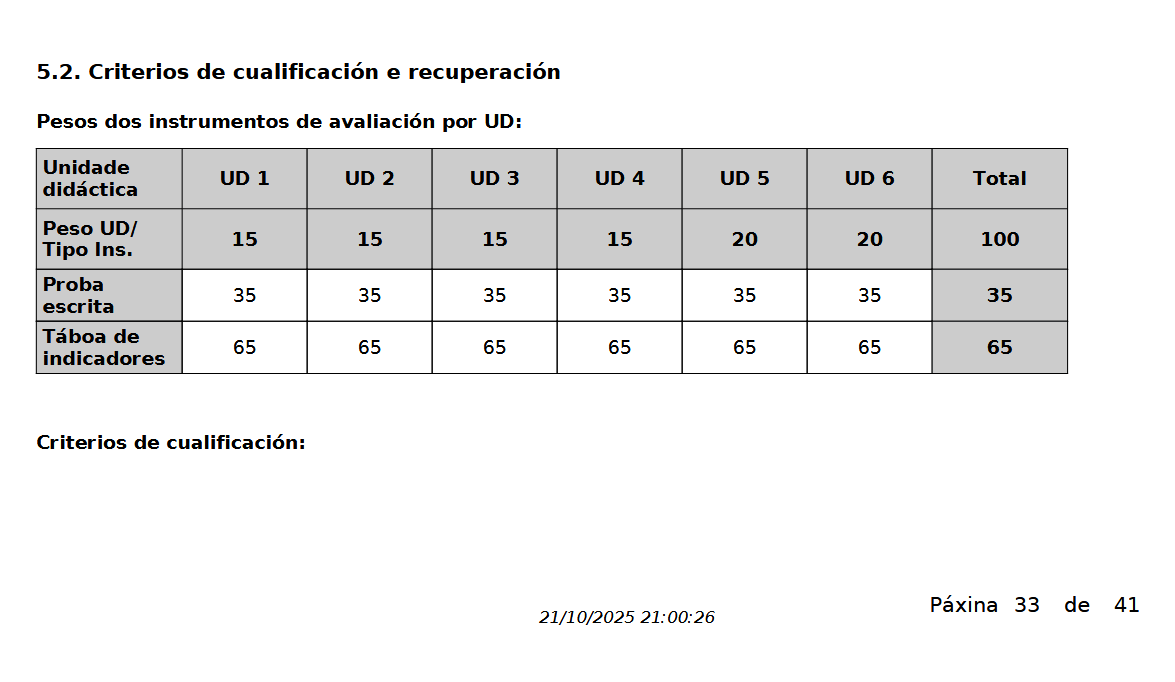 5.2. Criterios de cualificación e recuperación
Pesos dos instrumentos de avaliación por UD:
Unidade didáctica UD 1 UD 2 UD 3 UD 4 UD 5 UD 6 Total
Peso UD/ Tipo Ins. 15 15 15 15 20 20 100
Proba escrita 35 35 35 35 35 35 35
Táboa de indicadores 65 65 65 65 65 65 65
Criterios de cualificación:
21/10/2025 21:00:26
Páxina 33 de 41